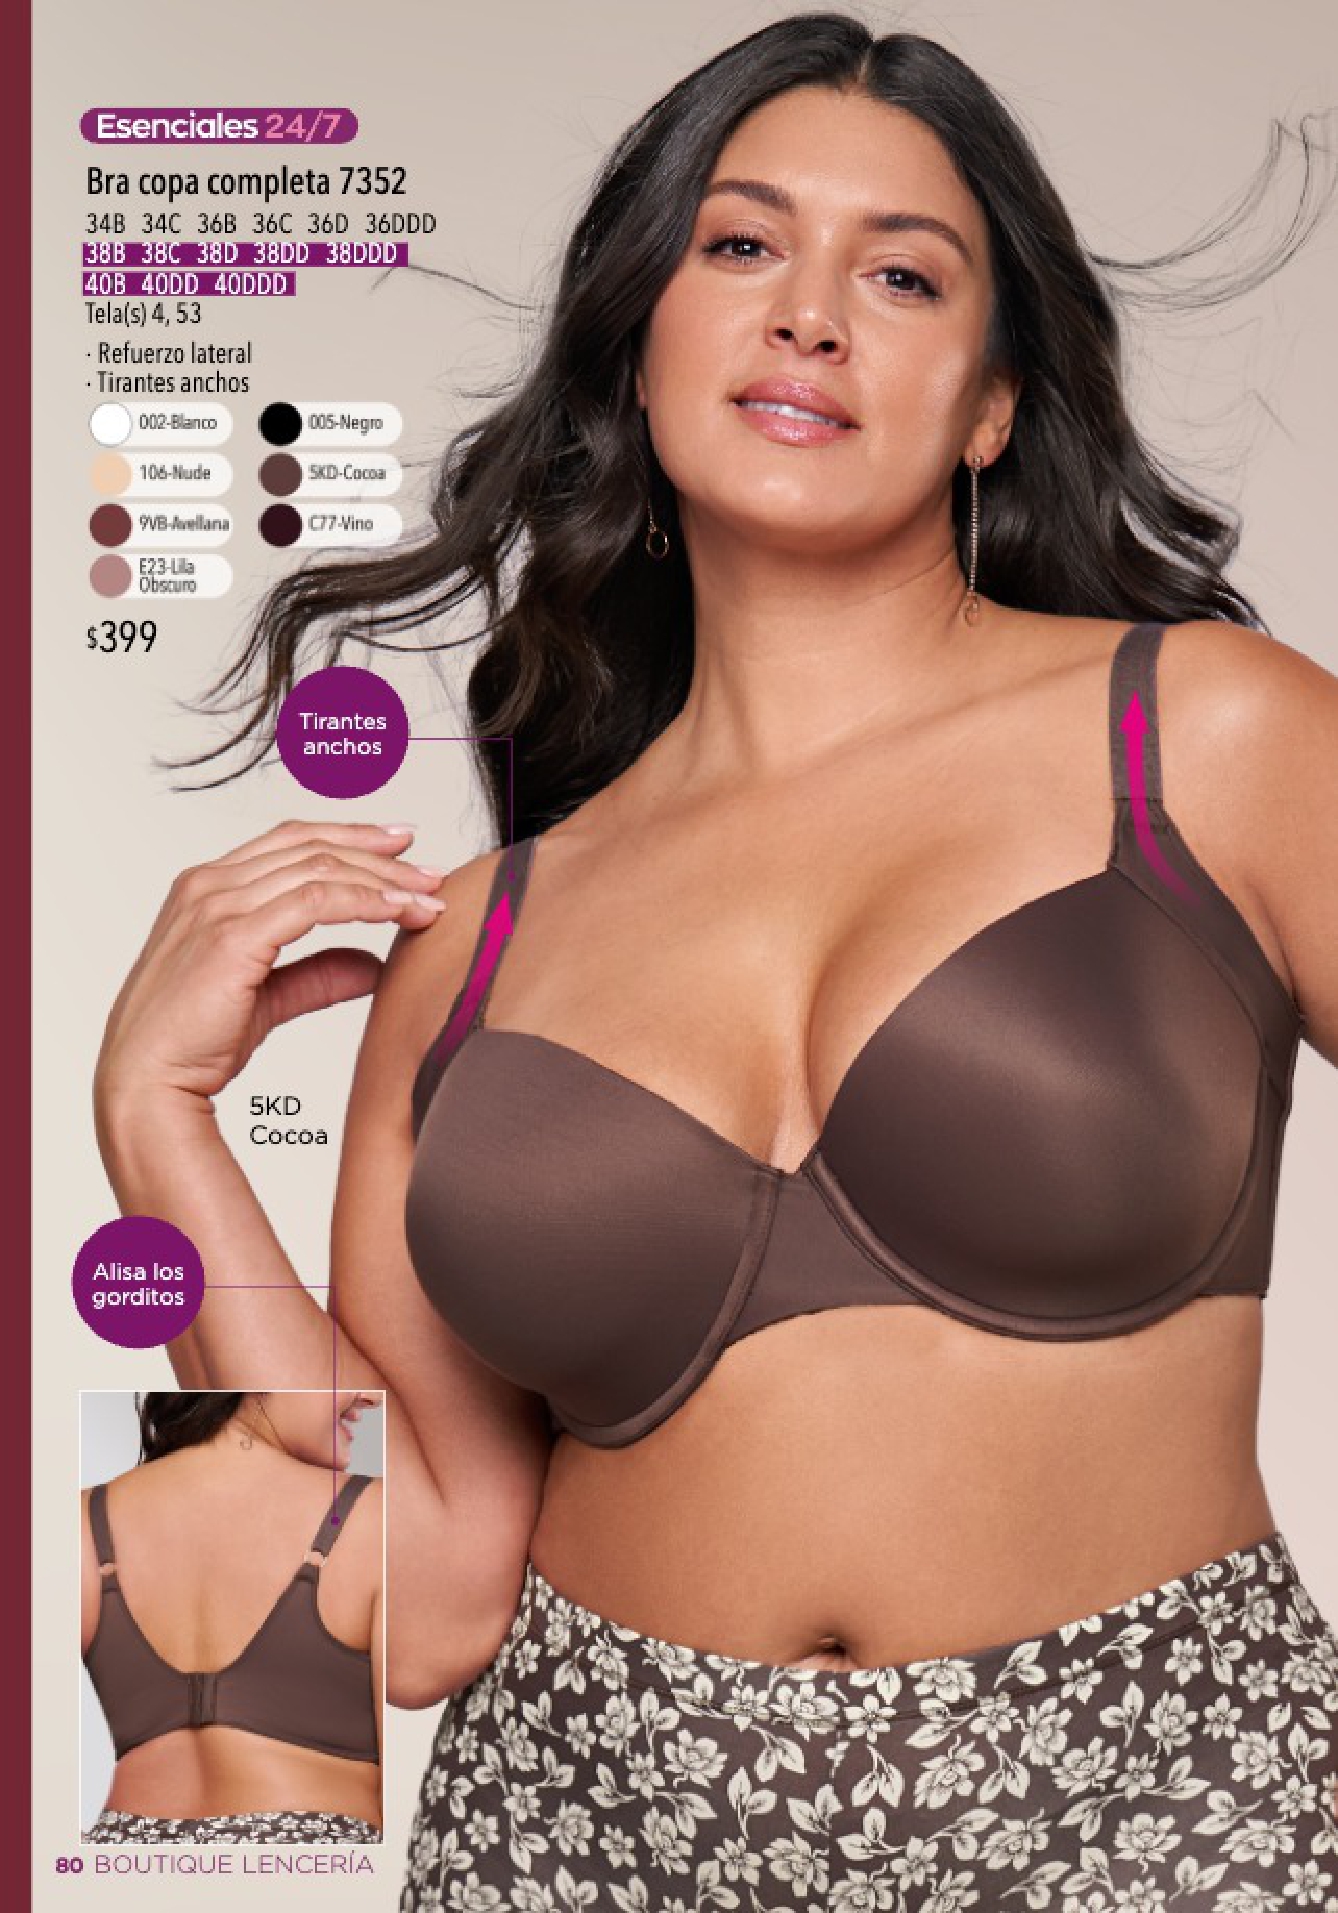 Esenciales 24/7
Bra copa completa 7352
34B 34C 36B 36C 36D 36DDD
38B 38C 38D 38DD 38DDD
40B 40DD 40DDD
Tela(s) 4, 53
· Refuerzo lateral
· Tirantes anchos
002-Blanco 005-Negro
106-Nude 5KD-Cocoa
9VB-Avellana C77-Vino
E23-Lila
Obscuro
$399
Tirantes
anchos
5KD
Cocoa
Alisa los
gorditos
80 BOUTIQUE LENCERÍA